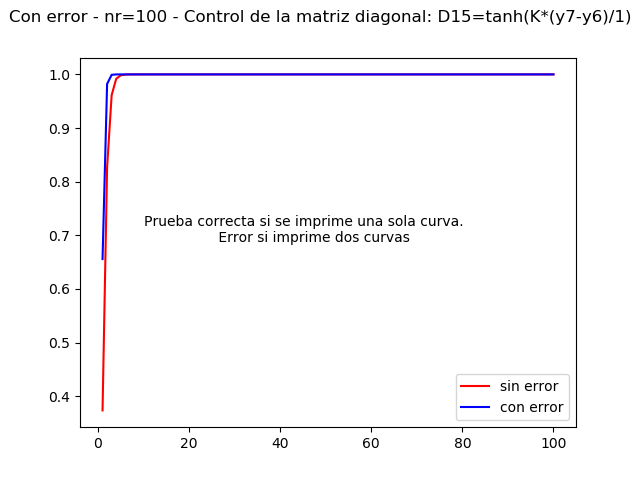 Con error - nr=100 - Control de la matriz diagonal: D15=tanh(K*(y7-y6)/1)
1.0
0.9
0.8
0.7
0.6
0.5
0.4
Prueba correcta si se imprime una sola curva.
Error si imprime dos curvas
sin error
con error
0
20
40
60
80
100